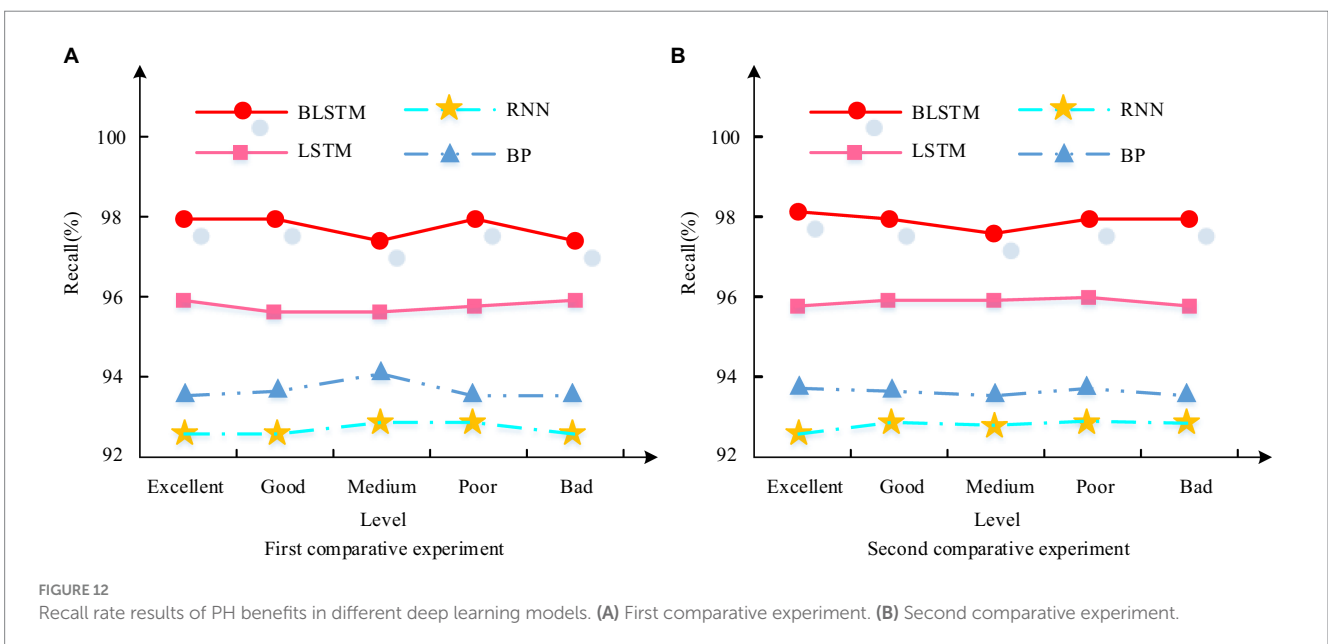 A
BLSTM
RNN
LSTM
BP
100
98
96
94
92
Recall(%)
Excellent Good Medium Poor Bad
Level
First comparative experiment
B
BLSTM
RNN
LSTM
BP
100
98
96
94
92
Recall(%)
Excellent Good Medium Poor Bad
Level
Second comparative experiment
FIGURE 12
Recall rate results of PH benefits in different deep learning models. (A) First comparative experiment. (B) Second comparative experiment.